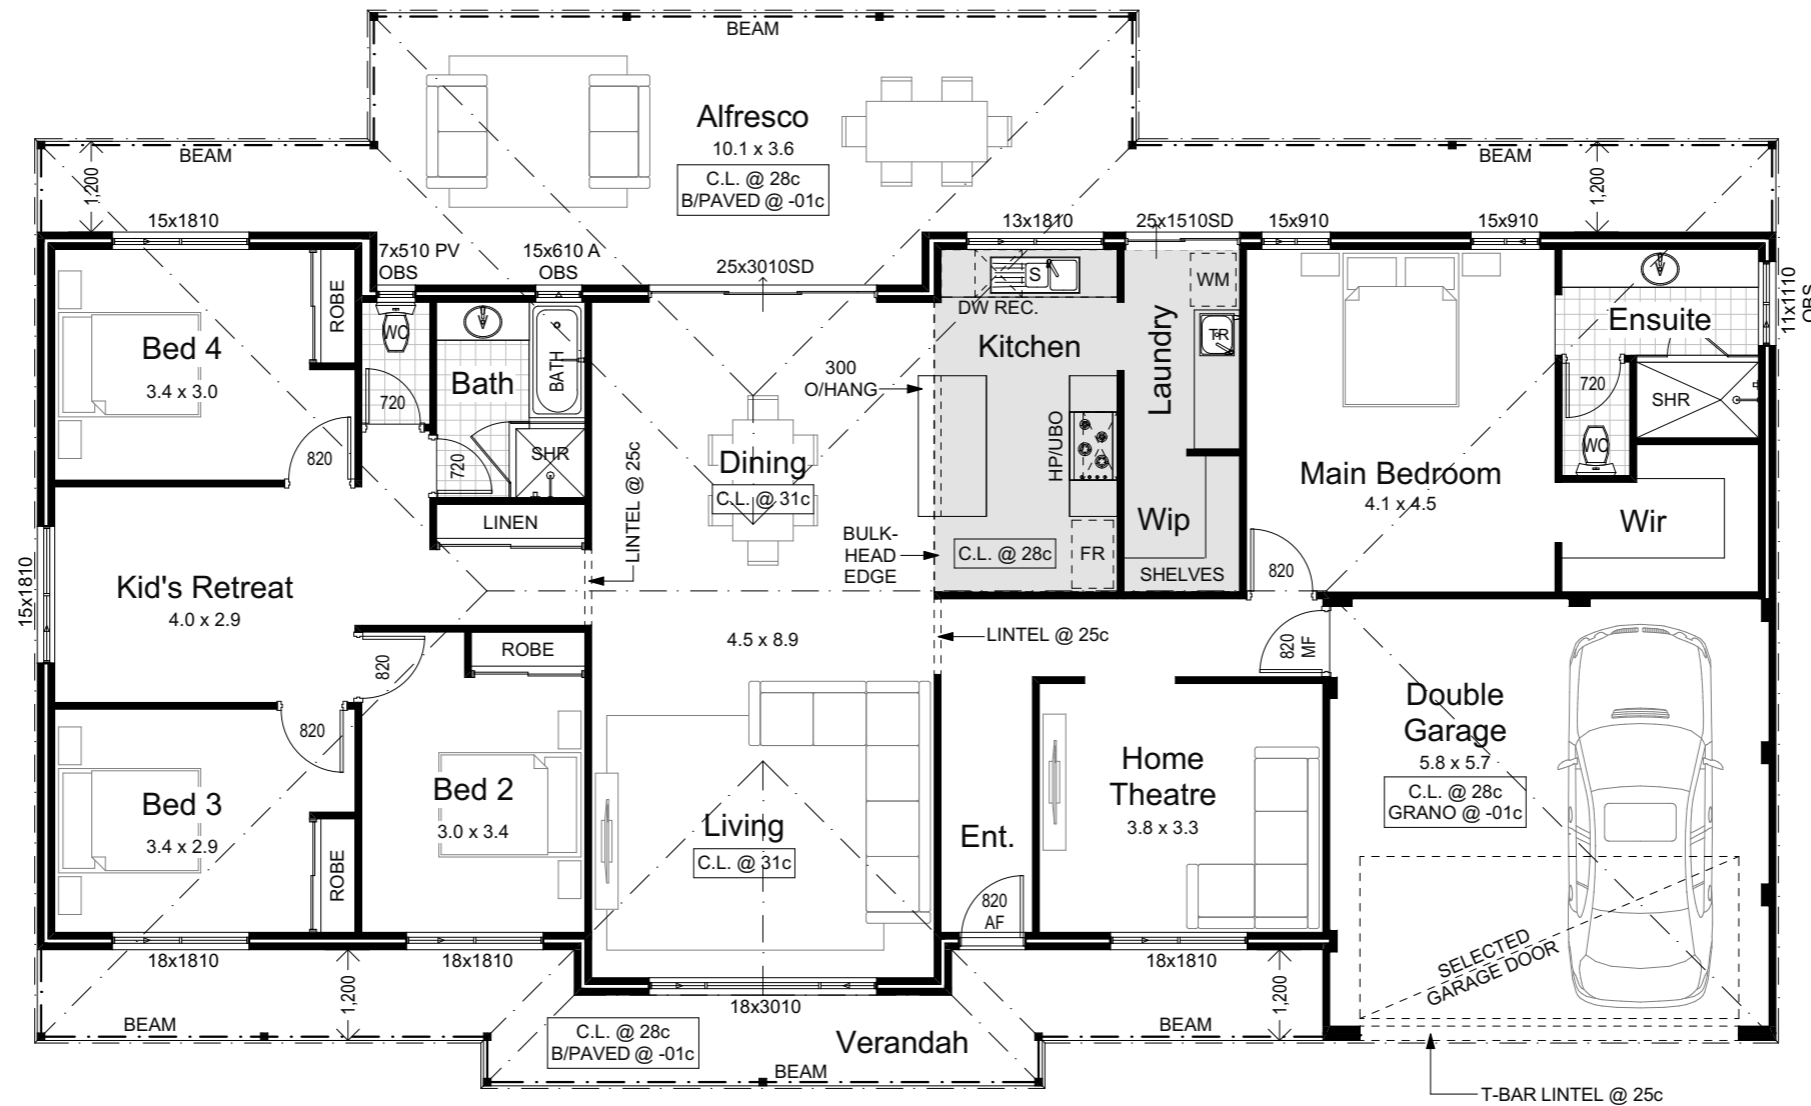 BEAM
Alfresco
10.1 x 3.6
C.L. @ 28c
B/PAVED @ -01c
BEAM
BEAM
1,200
1,200
15x1810
7x510 PV
OBS
15x610 A
OBS
25x3010SD
13x1810
25x1510SD
15x910
15x910
11x1110
OBS
ROBE
WC
BATH
S
DW REC.
WM
TR
Bed 4
3.4 x 3.0
Bath
Kitchen
Laundry
Ensuite
300
O/HANG
720
720
SHR
820
720
SHR
WC
HP/UBO
Dining
C.L. @ 31c
LINTEL @ 25c
Main Bedroom
4.1 x 4.5
Wir
LINEN
BULK-
HEAD
EDGE
C.L. @ 28c
FR
Wip
SHELVES
820
15x1810
Kid's Retreat
4.0 x 2.9
4.5 x 8.9
LINTEL @ 25c
820
MF
820
ROBE
820
Double
Garage
5.8 x 5.7
C.L. @ 28c
GRANO @ -01c
Home
Theatre
3.8 x 3.3
Bed 3
3.4 x 2.9
ROBE
Bed 2
3.0 x 3.4
Living
C.L. @ 31c
Ent.
820
AF
SELECTED
GARAGE DOOR
18x1810
18x1810
18x3010
18x1810
1,200
1,200
BEAM
C.L. @ 28c
B/PAVED @ -01c
Verandah
BEAM
BEAM
T-BAR LINTEL @ 25c